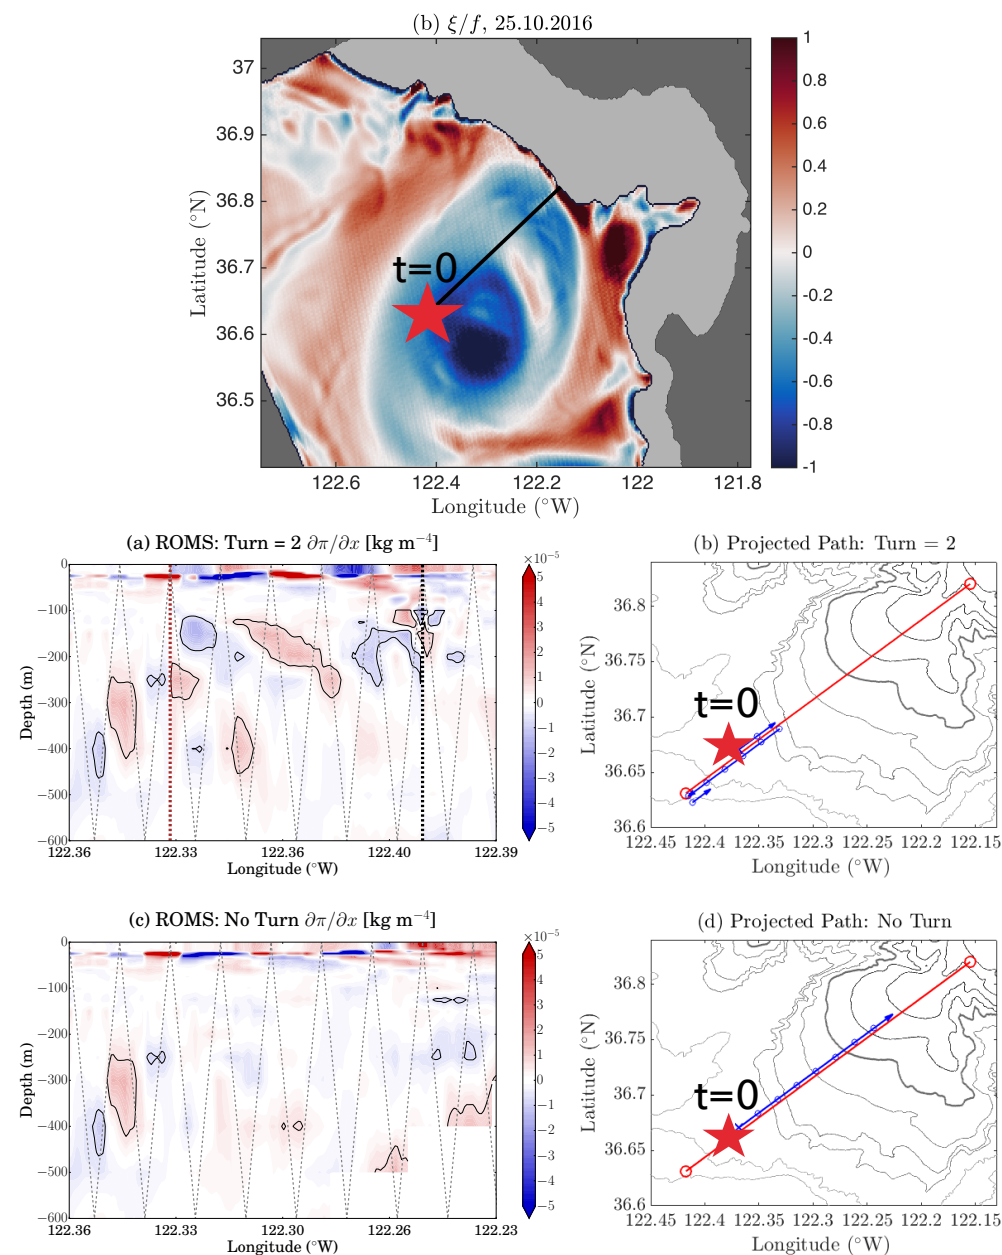 (b) ξ/f, 25.10.2016
Latitude (°N)
37
36.9
36.8
36.7
36.6
36.5
t=0
122.6 122.4 122.2 122 121.8
Longitude (°W)
1
0.8
0.6
0.4
0.2
0
-0.2
-0.4
-0.6
-0.8
-1
(a) ROMS: Turn = 2 ∂π/∂x [kg m⁻⁴]
Depth (m)
0
−100
−200
−300
−400
−500
−600
122.36 122.33 122.36 122.40 122.39
Longitude (°W)
×10⁻⁵
5
4
3
2
1
0
−1
−2
−3
−4
−5
(b) Projected Path: Turn = 2
Latitude (°N)
36.8
36.75
36.7
36.65
36.6
t=0
122.45 122.4 122.35 122.3 122.25 122.2 122.15
Longitude (°W)
(c) ROMS: No Turn ∂π/∂x [kg m⁻⁴]
Depth (m)
0
−100
−200
−300
−400
−500
−600
122.36 122.33 122.30 122.26 122.23
Longitude (°W)
×10⁻⁵
5
4
3
2
1
0
−1
−2
−3
−4
−5
(d) Projected Path: No Turn
Latitude (°N)
36.8
36.75
36.7
36.65
36.6
t=0
122.45 122.4 122.35 122.3 122.25 122.2 122.15
Longitude (°W)